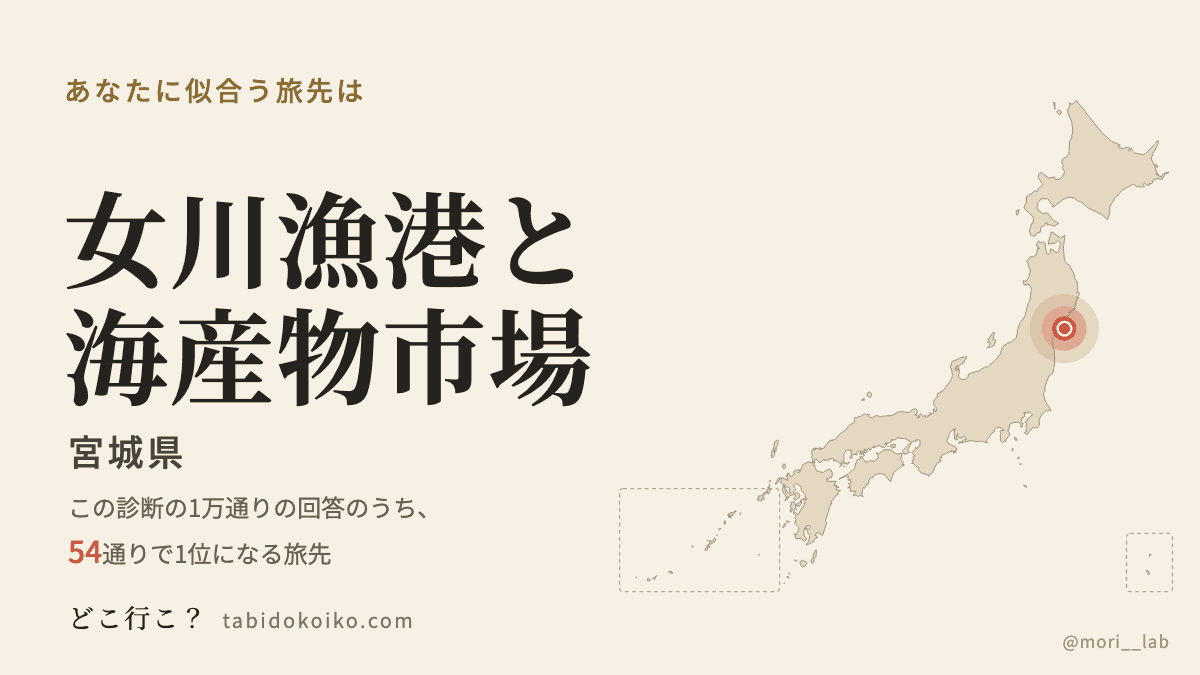 あなたに似合う旅先は
女川漁港と
海産物市場
宮城県
この診断の1万通りの回答のうち、
54通りで1位になる旅先
どこ行こ？ tabidokoiko.com
@mori__lab